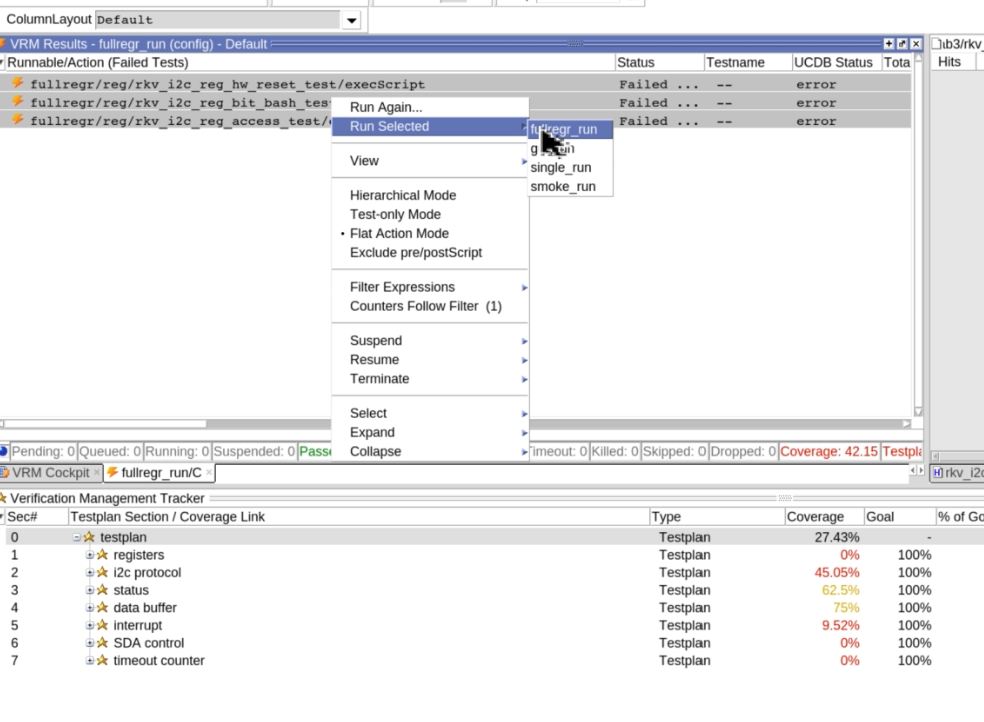 ColumnLayout Default
VRM Results - fullregr_run (config) - Default
\b3/rkv_
Runnable/Action (Failed Tests) Status Testname UCDB Status Tota
Hits
fullregr/reg/rkv_i2c_reg_hw_reset_test/execScript Failed ... -- error
fullregr/reg/rkv_i2c_reg_bit_bash_tes Failed ... -- error
fullregr/reg/rkv_i2c_reg_access_test/ Failed ... -- error
Run Again...
Run Selected
fullregr_run
single_run
smoke_run
View
Hierarchical Mode
Test-only Mode
• Flat Action Mode
Exclude pre/postScript
Filter Expressions
Counters Follow Filter (1)
Suspend
Resume
Terminate
Select
Expand
Collapse
Pending: 0 Queued: 0 Running: 0 Suspended: 0 Passe Timeout: 0 Killed: 0 Skipped: 0 Dropped: 0 Coverage: 42.15 Testpla
VRM Cockpit × fullregr_run/C ×
rkv_i2c
Verification Management Tracker
Sec# Testplan Section / Coverage Link Type Coverage Goal % of Go
0 testplan Testplan 27.43% -
1 registers Testplan 0% 100%
2 i2c protocol Testplan 45.05% 100%
3 status Testplan 62.5% 100%
4 data buffer Testplan 75% 100%
5 interrupt Testplan 9.52% 100%
6 SDA control Testplan 0% 100%
7 timeout counter Testplan 0% 100%